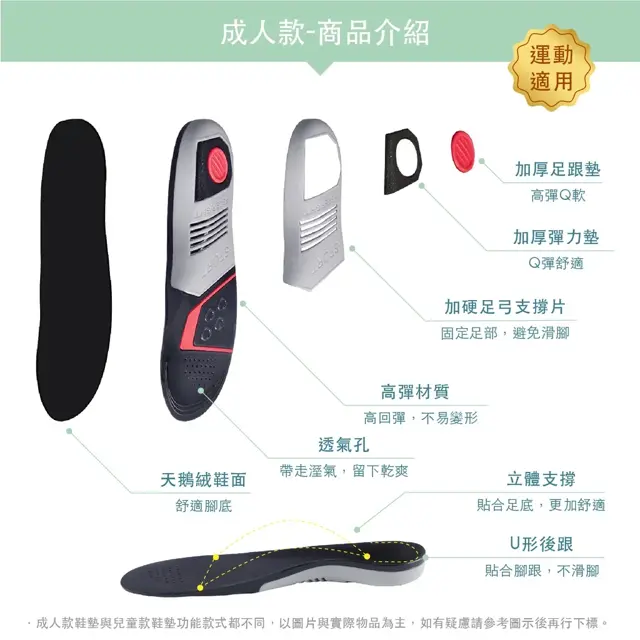 成人款-商品介紹
運動
適用
加厚足跟墊
高彈Q軟
加厚彈力墊
Q彈舒適
加硬足弓支撐片
固定足部，避免滑腳
高彈材質
高回彈，不易變形
透氣孔
帶走溼氣，留下乾爽
天鵝絨鞋面
舒適腳底
立體支撐
貼合足底，更加舒適
U形後跟
貼合腳跟，不滑腳
·成人款鞋墊與兒童款鞋墊功能款式都不同，以圖片與實際物品為主，如有疑慮請參考圖示後再行下標。